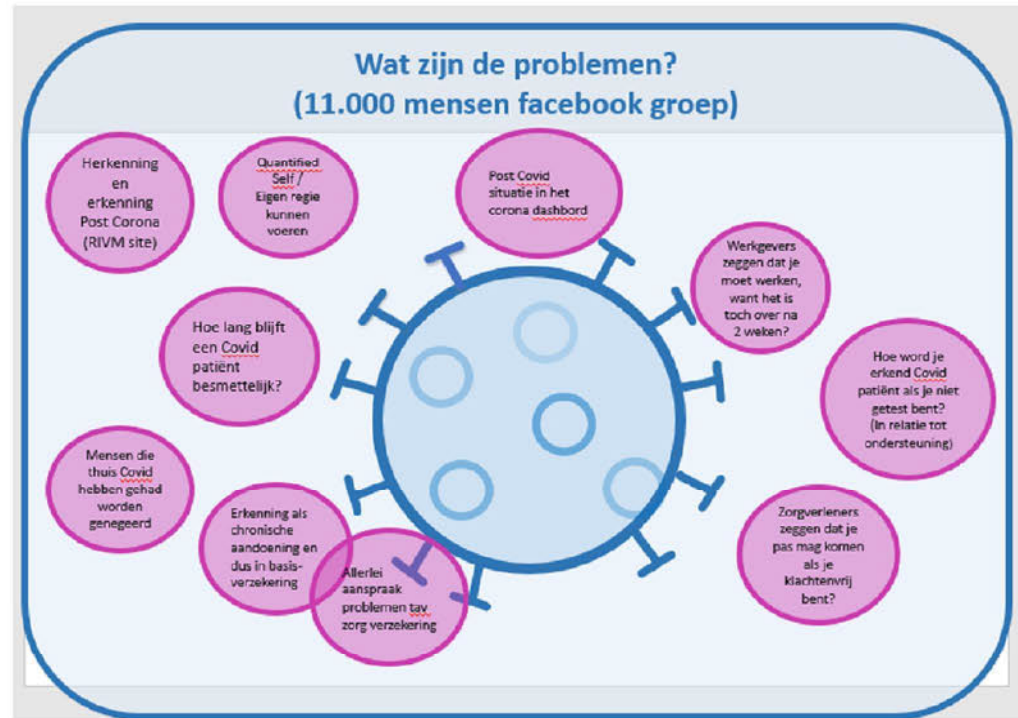 Wat zijn de problemen?
(11.000 mensen facebook groep)
Herkenning
en
erkenning
Post Corona
(RIVM site)
Quantified
Self /
Eigen regie
kunnen
voeren
Post Covid
situatie in het
corona dashbord
Werkgevers
zeggen dat je
moet werken,
want het is
toch over na
2 weken?
Hoe lang blijft
een Covid
patiënt
besmettelijk?
Hoe word je
erkend Covid
patiënt als je niet
getest bent?
(In relatie tot
ondersteuning)
Mensen die
thuis Covid
hebben gehad
worden
genegeerd
Erkenning als
chronische
aandoening en
dus in basis-
verzekering
Allerlei
aanspraak
problemen tav
zorg verzekering
Zorgverleners
zeggen dat je
pas mag komen
als je
klachtenvrij
bent?